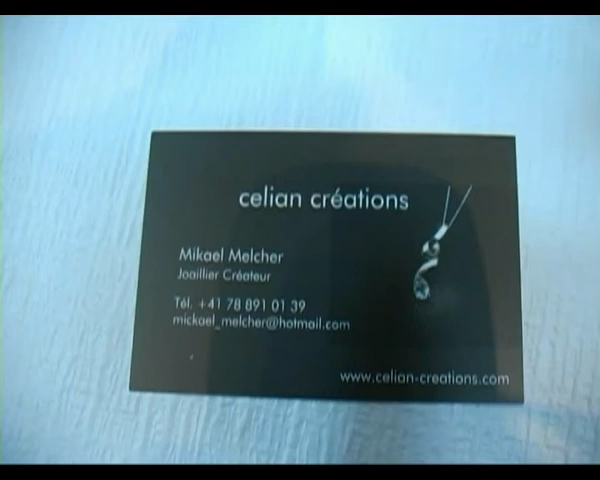 celian créations
Mikael Melcher
Joaillier Créateur
Tél. +41 78 891 01 39
mickael_melcher@hotmail.com
www.celian-creations.com